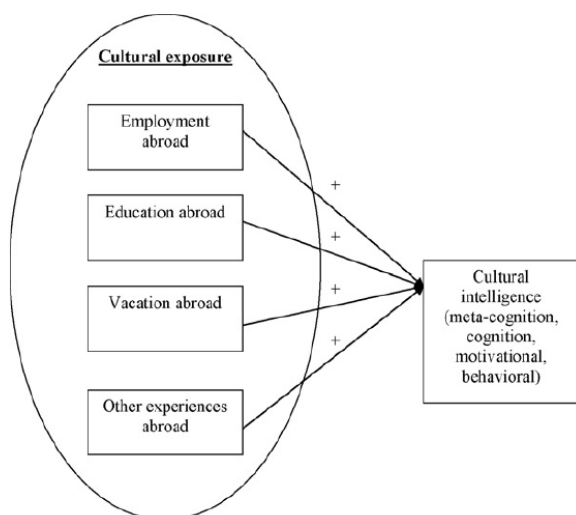 Cultural exposure
Employment
abroad
+
Education abroad
+
Cultural
intelligence
(meta-cognition,
cognition,
motivational,
behavioral)
Vacation abroad
+
+
Other experiences
abroad